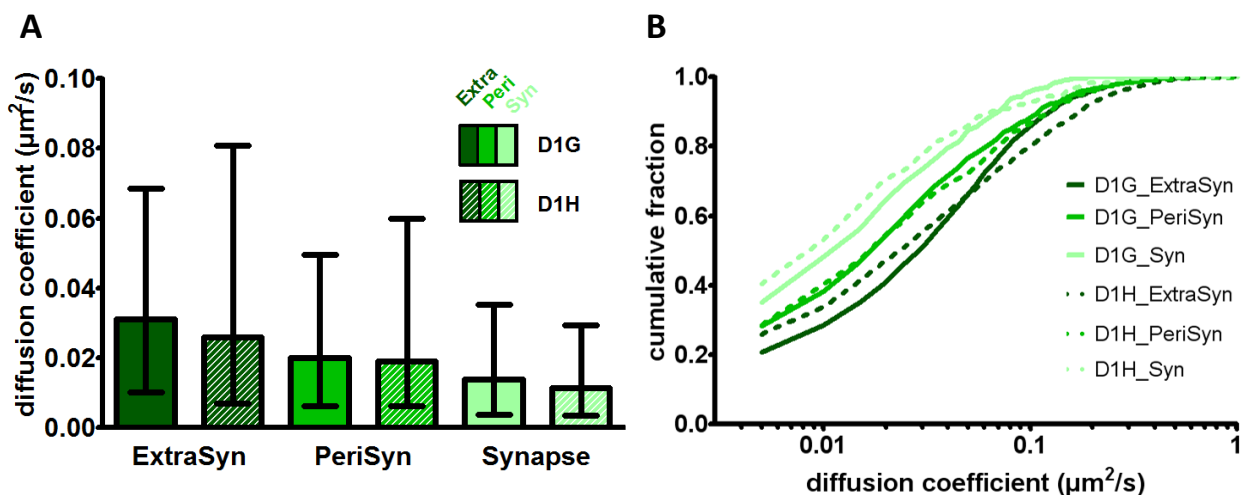 A
diffusion coefficient (µm²/s)
0.10
0.08
0.06
0.04
0.02
0.00
ExtraSyn
PeriSyn
Synapse
Extra
Peri
Syn
D1G
D1H
B
cumulative fraction
1.0
0.8
0.6
0.4
0.2
0.0
0.01
0.1
1
diffusion coefficient (µm²/s)
D1G_ExtraSyn
D1G_PeriSyn
D1G_Syn
D1H_ExtraSyn
D1H_PeriSyn
D1H_Syn